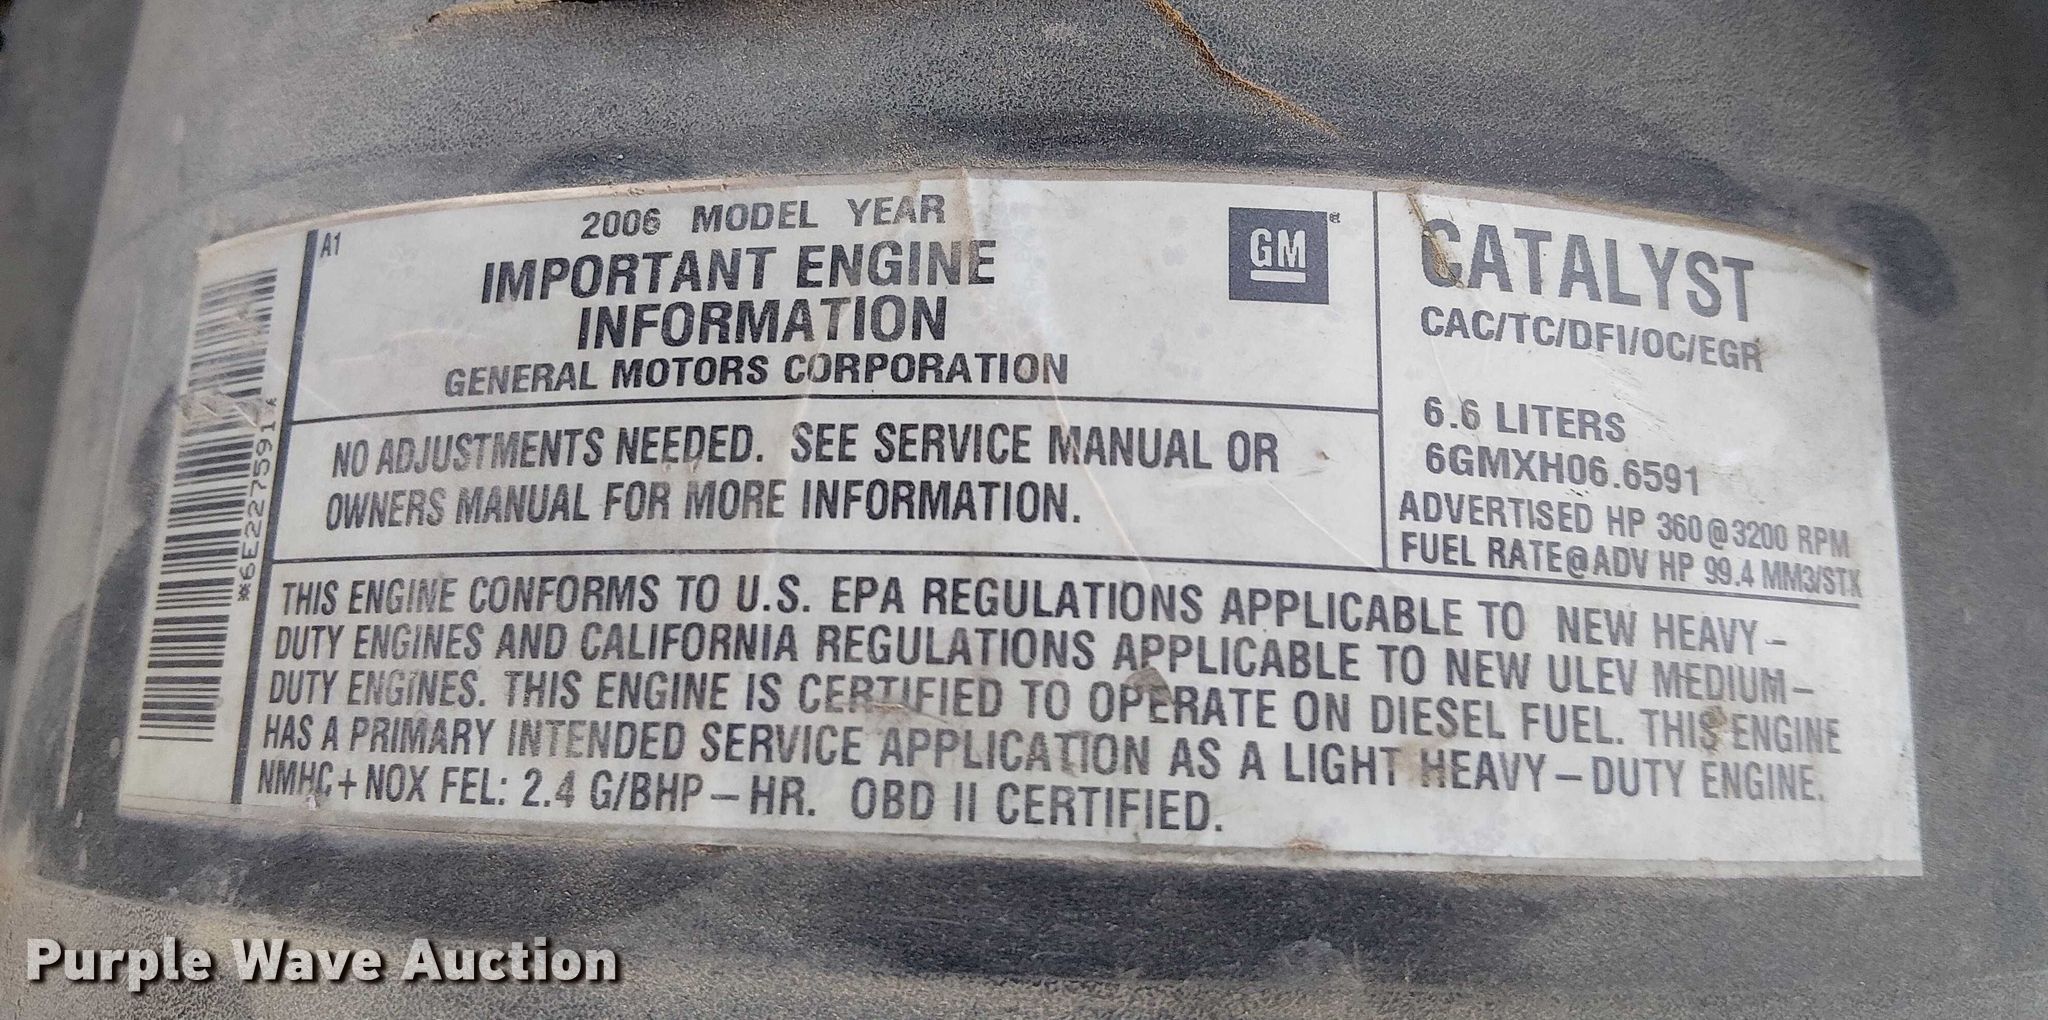 A1
2006 MODEL YEAR
IMPORTANT ENGINE
INFORMATION
GENERAL MOTORS CORPORATION
GM®
CATALYST
CAC/TC/DFI/OC/EGR
6.6 LITERS
6GMXH06.6591
ADVERTISED HP 360@3200 RPM
FUEL RATE@ADV HP 99.4 MM3/STK
NO ADJUSTMENTS NEEDED. SEE SERVICE MANUAL OR
OWNERS MANUAL FOR MORE INFORMATION.
THIS ENGINE CONFORMS TO U.S. EPA REGULATIONS APPLICABLE TO NEW HEAVY-
DUTY ENGINES AND CALIFORNIA REGULATIONS APPLICABLE TO NEW ULEV MEDIUM-
DUTY ENGINES. THIS ENGINE IS CERTIFIED TO OPERATE ON DIESEL FUEL. THIS ENGINE
HAS A PRIMARY INTENDED SERVICE APPLICATION AS A LIGHT HEAVY-DUTY ENGINE.
NMHC+NOX FEL: 2.4 G/BHP-HR. OBD II CERTIFIED.
*6E2227591*
Purple Wave Auction